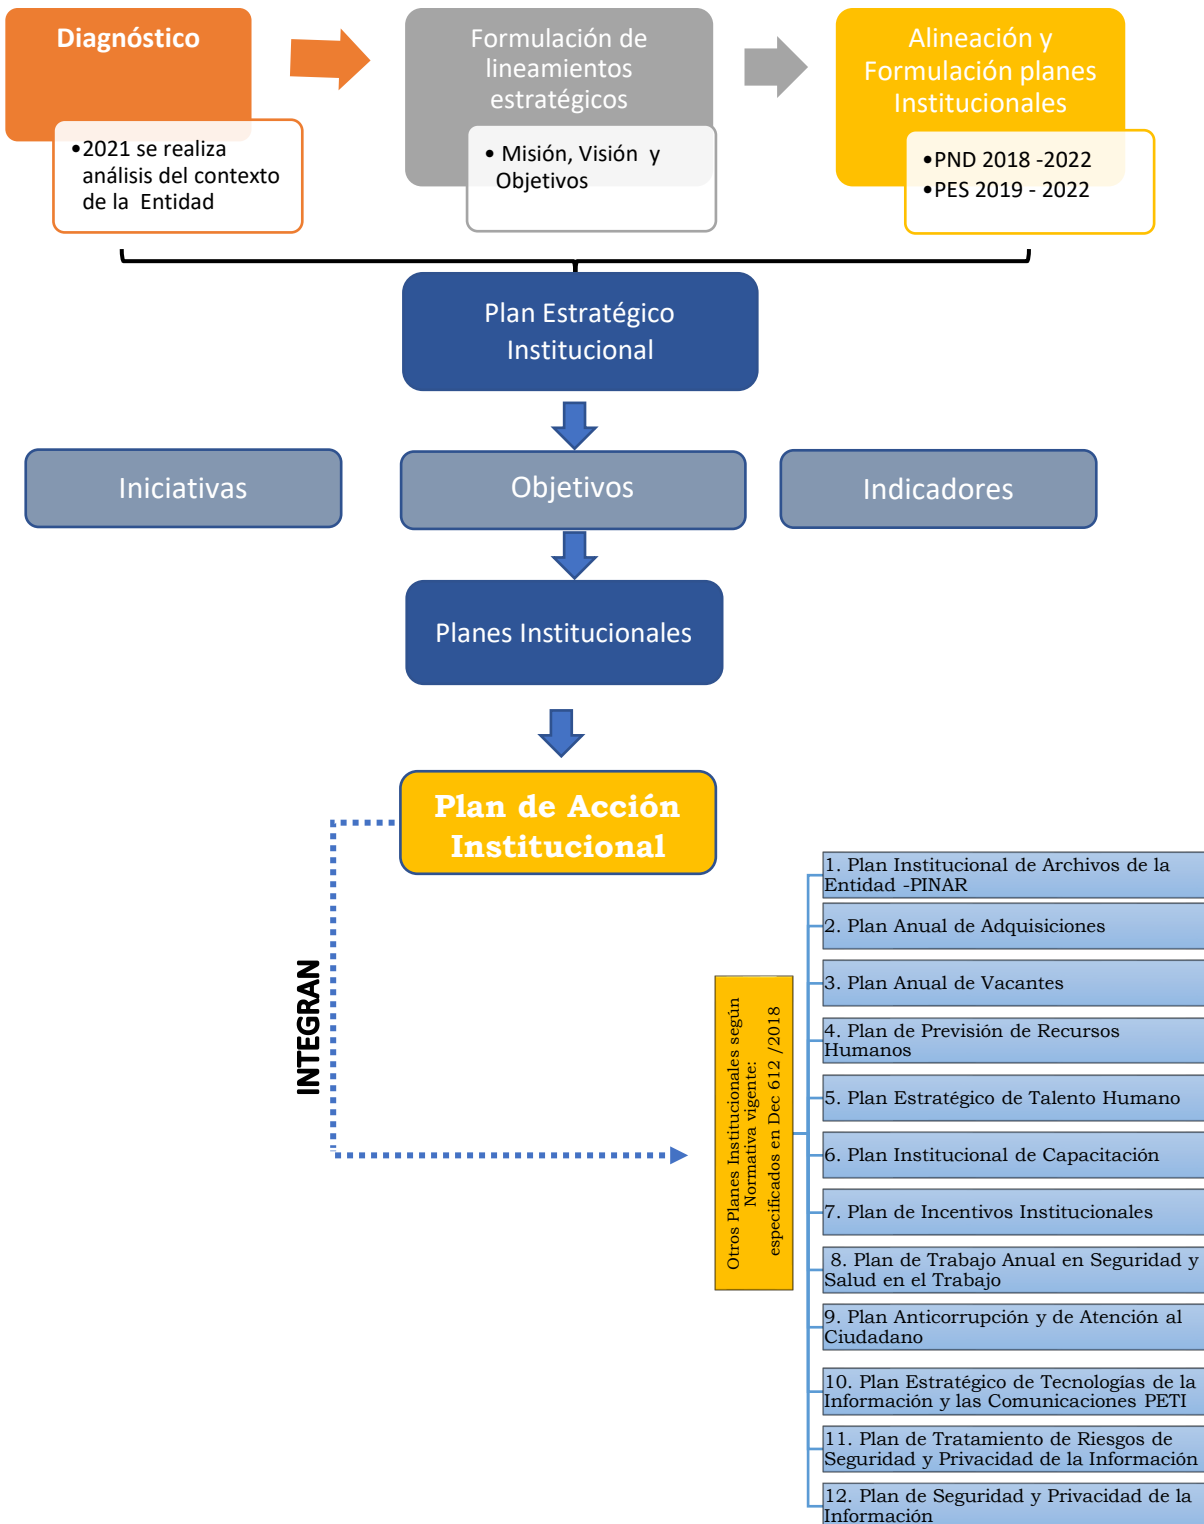 Diagnóstico
•2021 se realiza
análisis del contexto
de la Entidad
Formulación de
lineamientos
estratégicos
• Misión, Visión y
Objetivos
Alineación y
Formulación planes
Institucionales
•PND 2018 -2022
•PES 2019 - 2022
Plan Estratégico
Institucional
Iniciativas
Objetivos
Indicadores
Planes Institucionales
Plan de Acción
Institucional
INTEGRAN
Otros Planes Institucionales según
Normativa vigente:
especificados en Dec 612 /2018
1. Plan Institucional de Archivos de la
Entidad -PINAR
2. Plan Anual de Adquisiciones
3. Plan Anual de Vacantes
4. Plan de Previsión de Recursos
Humanos
5. Plan Estratégico de Talento Humano
6. Plan Institucional de Capacitación
7. Plan de Incentivos Institucionales
8. Plan de Trabajo Anual en Seguridad y
Salud en el Trabajo
9. Plan Anticorrupción y de Atención al
Ciudadano
10. Plan Estratégico de Tecnologías de la
Información y las Comunicaciones PETI
11. Plan de Tratamiento de Riesgos de
Seguridad y Privacidad de la Información
12. Plan de Seguridad y Privacidad de la
Información